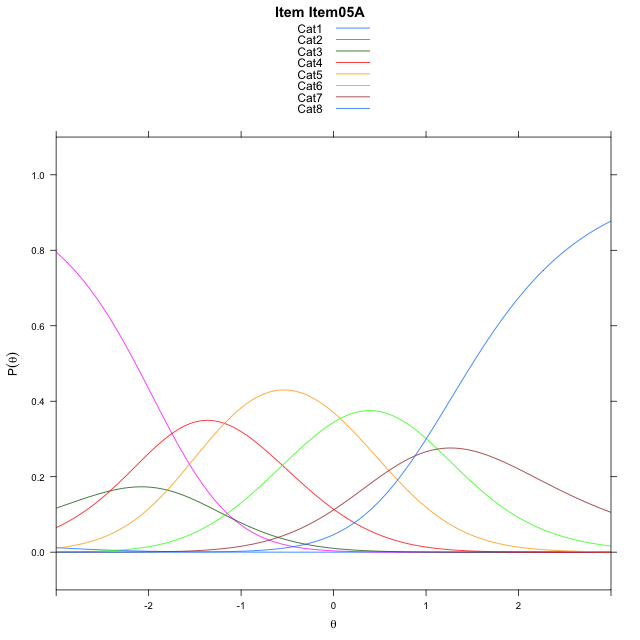 Item Item05A
Cat1
Cat2
Cat3
Cat4
Cat5
Cat6
Cat7
Cat8
1.0
0.8
0.6
0.4
0.2
0.0
P(θ)
-2 -1 0 1 2
θ